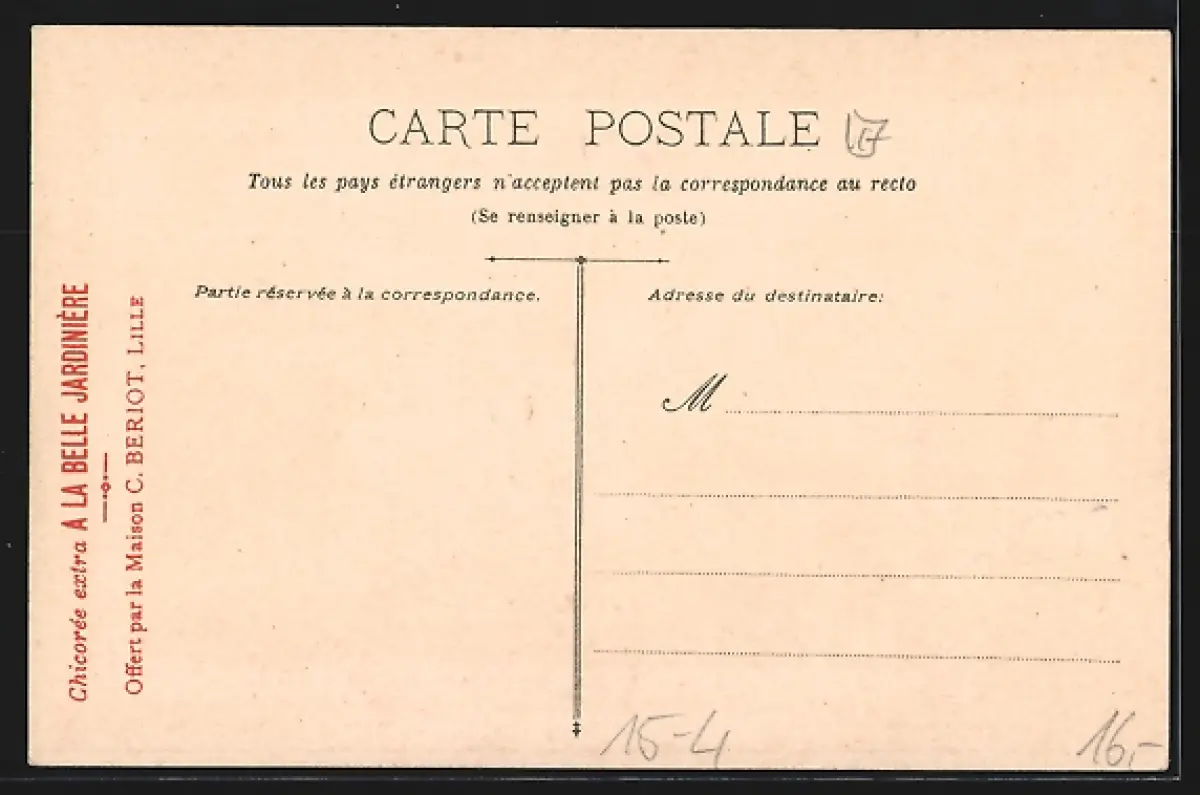 CARTE POSTALE
Tous les pays étrangers n'acceptent pas la correspondance au recto
(Se renseigner à la poste)
Partie réservée à la correspondance.
Adresse du destinataire:
M
Chicorée extra A LA BELLE JARDINIÈRE
Offert par la Maison C. BERIOT, LILLE
15-4
16,-